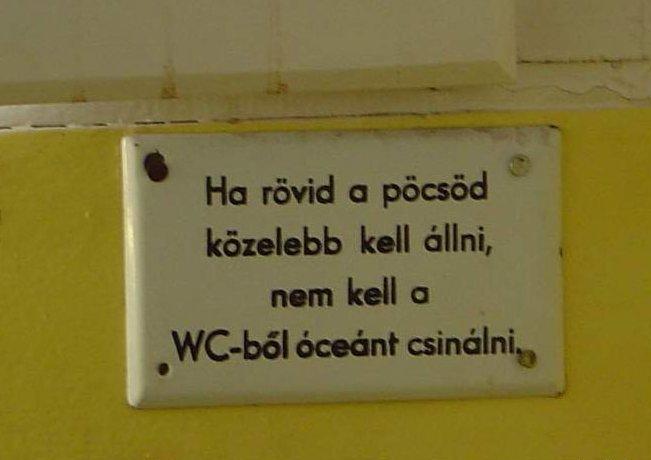 Ha rövid a pöcsöd
közelebb kell állni,
nem kell a
WC-ből óceánt csinálni.